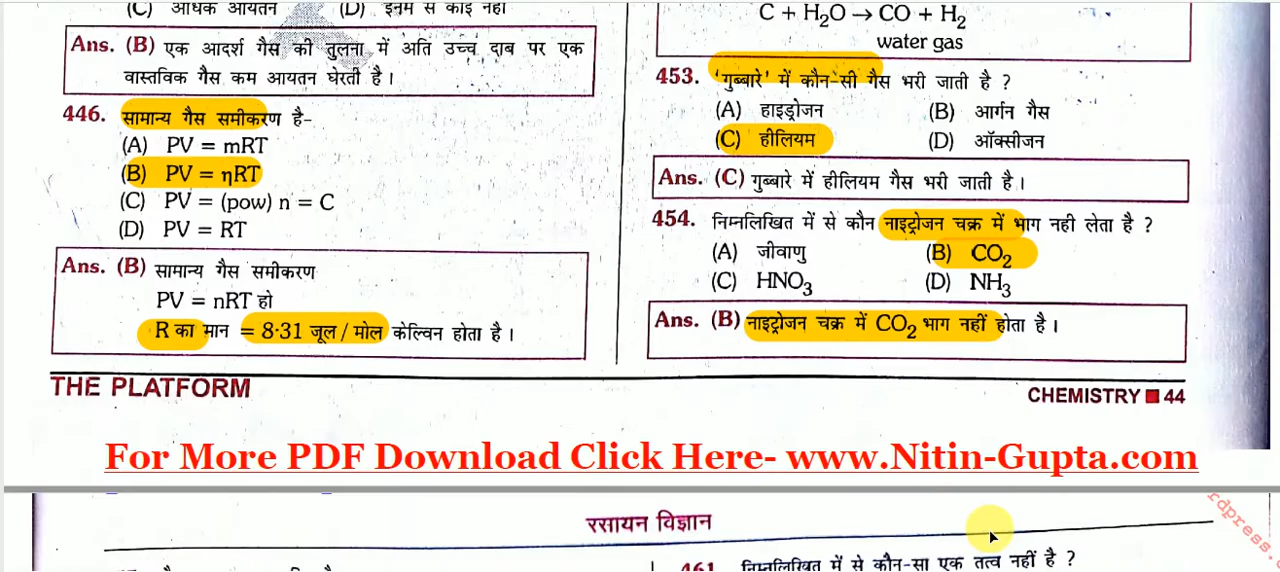 (C) अधिक आयतन (D) इनमें से कोई नहीं
Ans. (B) एक आदर्श गैस की तुलना में अति उच्च दाब पर एक
वास्तविक गैस कम आयतन घेरती है।
446. सामान्य गैस समीकरण है–
(A) PV = mRT
(B) PV = ηRT
(C) PV = (pow) n = C
(D) PV = RT
Ans. (B) सामान्य गैस समीकरण
PV = nRT हो
R का मान = 8·31 जूल / मोल केल्विन होता है।
C + H₂O → CO + H₂
water gas
453. 'गुब्बारे' में कौन-सी गैस भरी जाती है ?
(A) हाइड्रोजन (B) आर्गन गैस
(C) हीलियम (D) ऑक्सीजन
Ans. (C) गुब्बारे में हीलियम गैस भरी जाती है।
454. निम्नलिखित में से कौन नाइट्रोजन चक्र में भाग नही लेता है ?
(A) जीवाणु (B) CO₂
(C) HNO₃ (D) NH₃
Ans. (B) नाइट्रोजन चक्र में CO₂ भाग नहीं होता है।
THE PLATFORM
CHEMISTRY ■ 44
For More PDF Download Click Here- www.Nitin-Gupta.com
रसायन विज्ञान
rdpress.
461. निम्नलिखित में से कौन-सा एक तत्व नहीं है ?